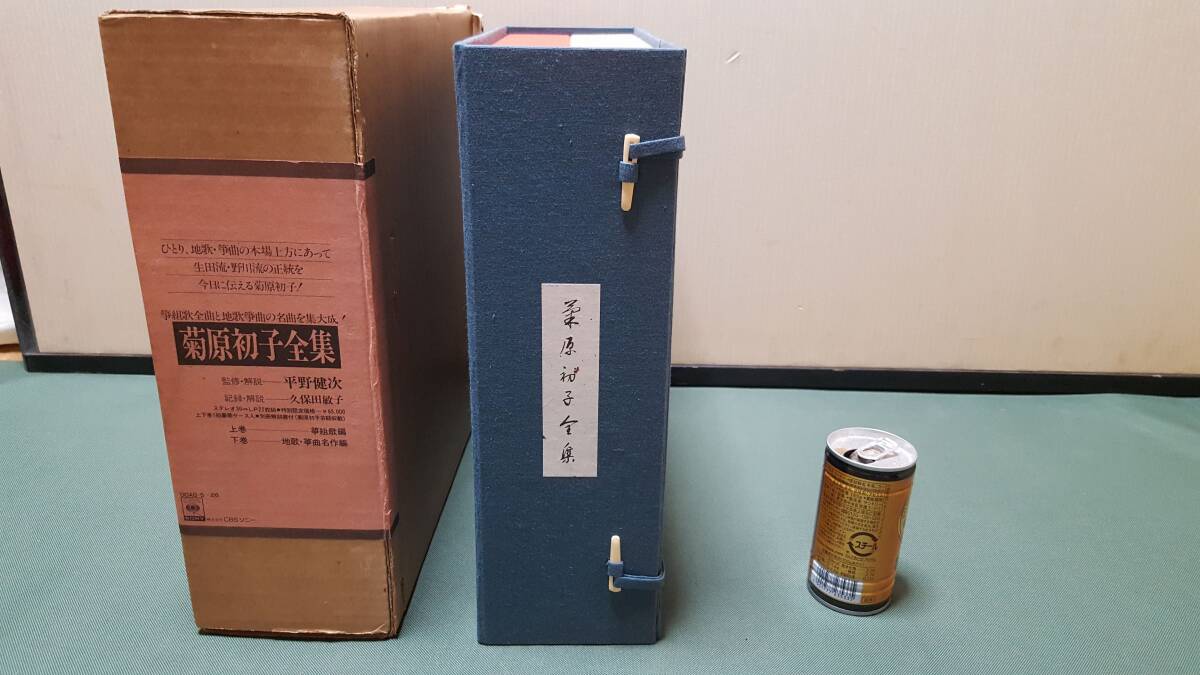 ひとり、地歌・箏曲の本場上方にあって
生田流・野川流の正統を
今日に伝える菊原初子!
箏組歌全曲と地歌箏曲の名曲を集大成!
菊原初子全集
監修・解説──平野健次
記録・解説──久保田敏子
上巻──箏組歌編
下巻──地歌・箏曲名作編
SONY
CBSソニー
菊原初子全集
スチール